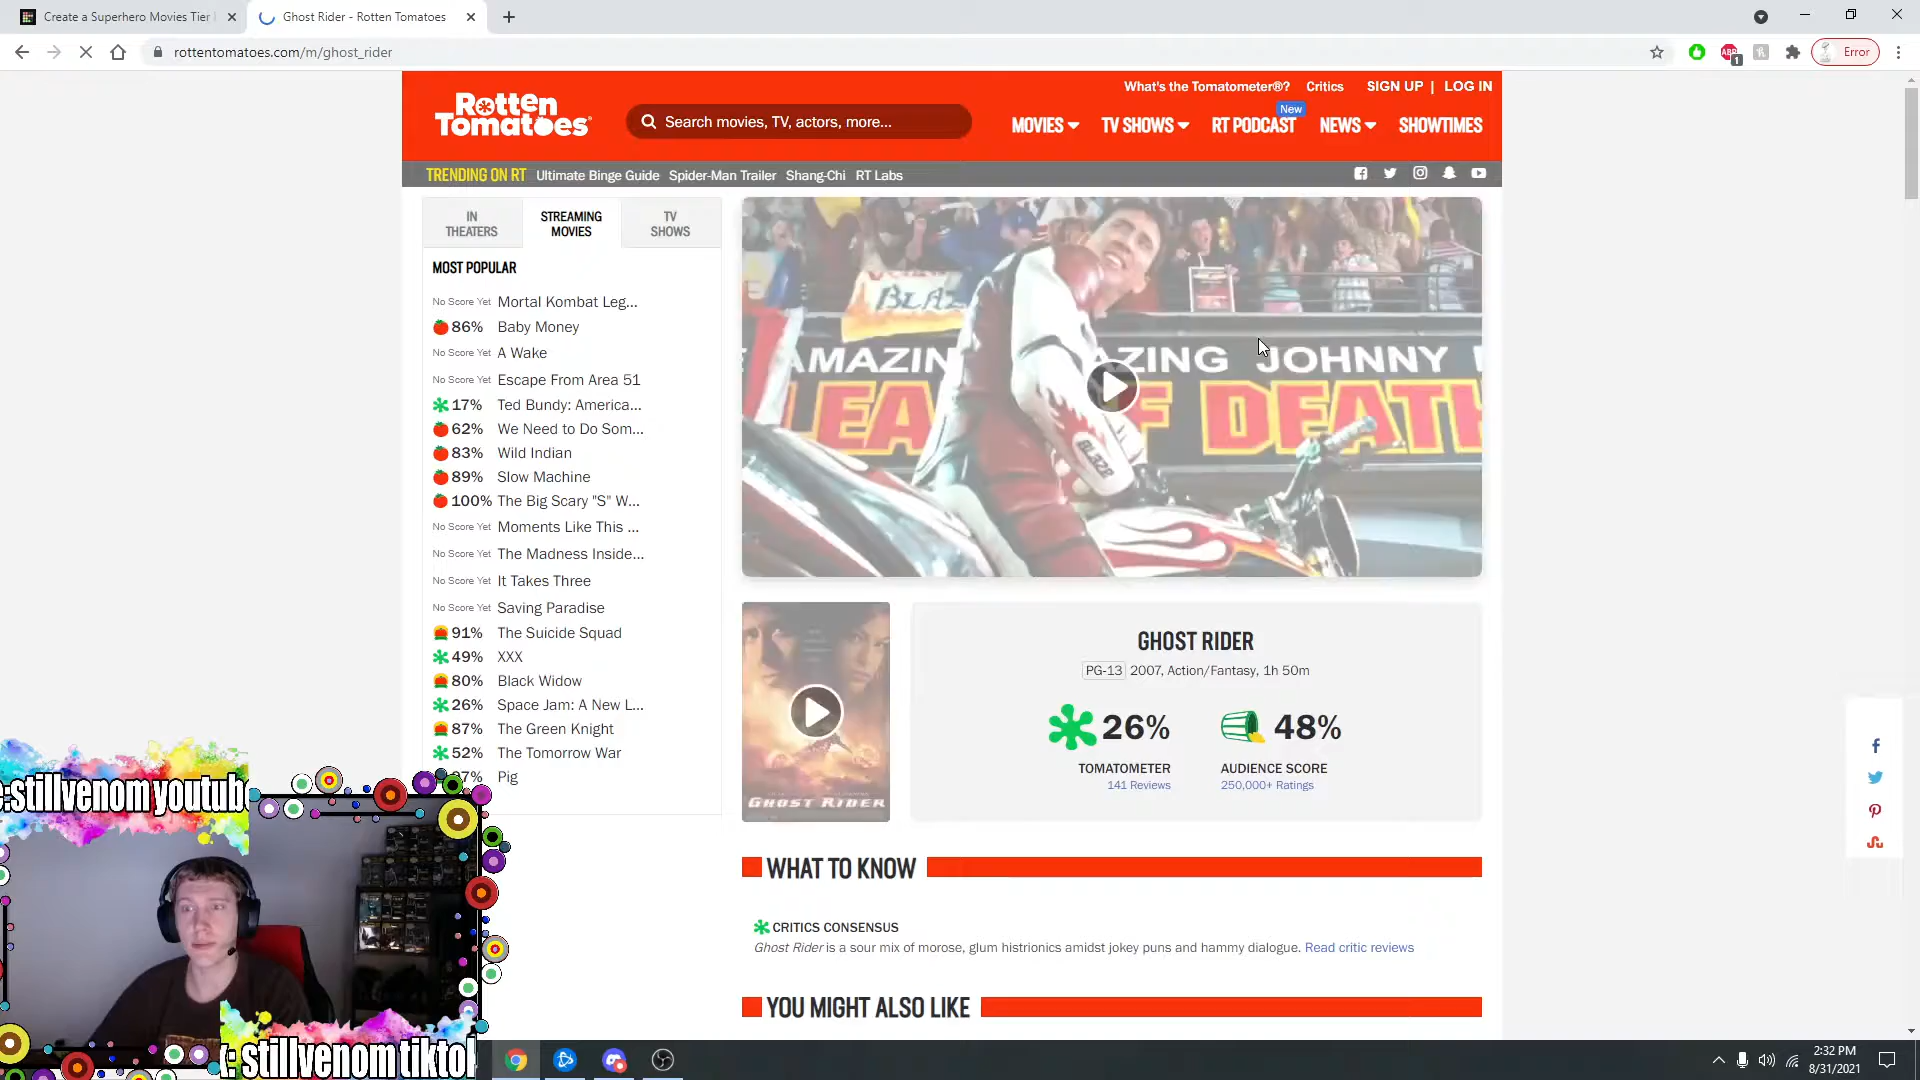 Create a Superhero Movies Tier
Ghost Rider - Rotten Tomatoes
rottentomatoes.com/m/ghost_rider
ABP
1
Error
What's the Tomatometer®?
Critics
SIGN UP | LOG IN
Rotten
Tomatoes
Search movies, TV, actors, more...
MOVIES
TV SHOWS
New
RT PODCAST
NEWS
SHOWTIMES
TRENDING ON RT
Ultimate Binge Guide
Spider-Man Trailer
Shang-Chi
RT Labs
IN
THEATERS
STREAMING
MOVIES
TV
SHOWS
MOST POPULAR
No Score Yet Mortal Kombat Leg...
86% Baby Money
No Score Yet A Wake
No Score Yet Escape From Area 51
17% Ted Bundy: America...
62% We Need to Do Som...
83% Wild Indian
89% Slow Machine
100% The Big Scary "S" W...
No Score Yet Moments Like This ...
No Score Yet The Madness Inside...
No Score Yet It Takes Three
No Score Yet Saving Paradise
91% The Suicide Squad
49% XXX
80% Black Widow
26% Space Jam: A New L...
87% The Green Knight
52% The Tomorrow War
97% Pig
BLAZ
AMAZIN
AZING JOHNNY
LEA F DEATH
BLAZE
GHOST RIDER
GHOST RIDER
PG-13 2007, Action/Fantasy, 1h 50m
26%
TOMATOMETER
141 Reviews
48%
AUDIENCE SCORE
250,000+ Ratings
WHAT TO KNOW
CRITICS CONSENSUS
Ghost Rider is a sour mix of morose, glum histrionics amidst jokey puns and hammy dialogue. Read critic reviews
YOU MIGHT ALSO LIKE
:stillvenom youtub
: stillvenom tiktok
2:32 PM
8/31/2021